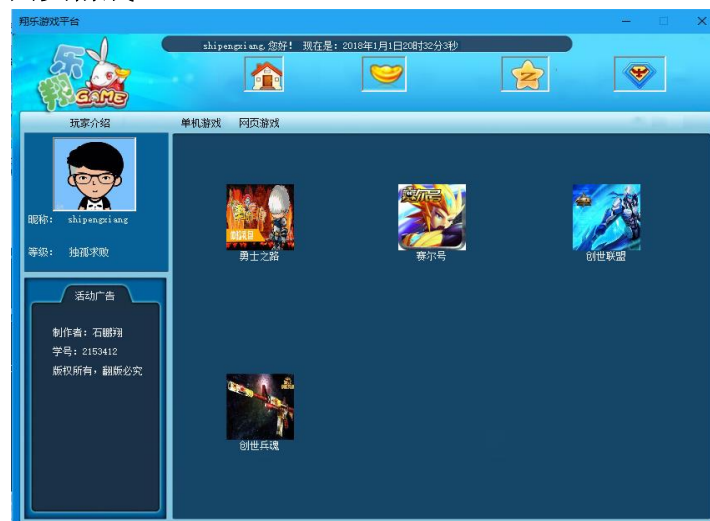 翔乐游戏平台
shipengxiang,您好! 现在是:2018年1月1日20时32分3秒
乐
翔
GAME
玩家介绍
单机游戏 网页游戏
昵称: shipengxiang
等级: 独孤求败
赛尔号
勇士之路
赛尔号
创世联盟
活动广告
制作者:石鹏翔
学号:2153412
版权所有,翻版必究
创世兵魂